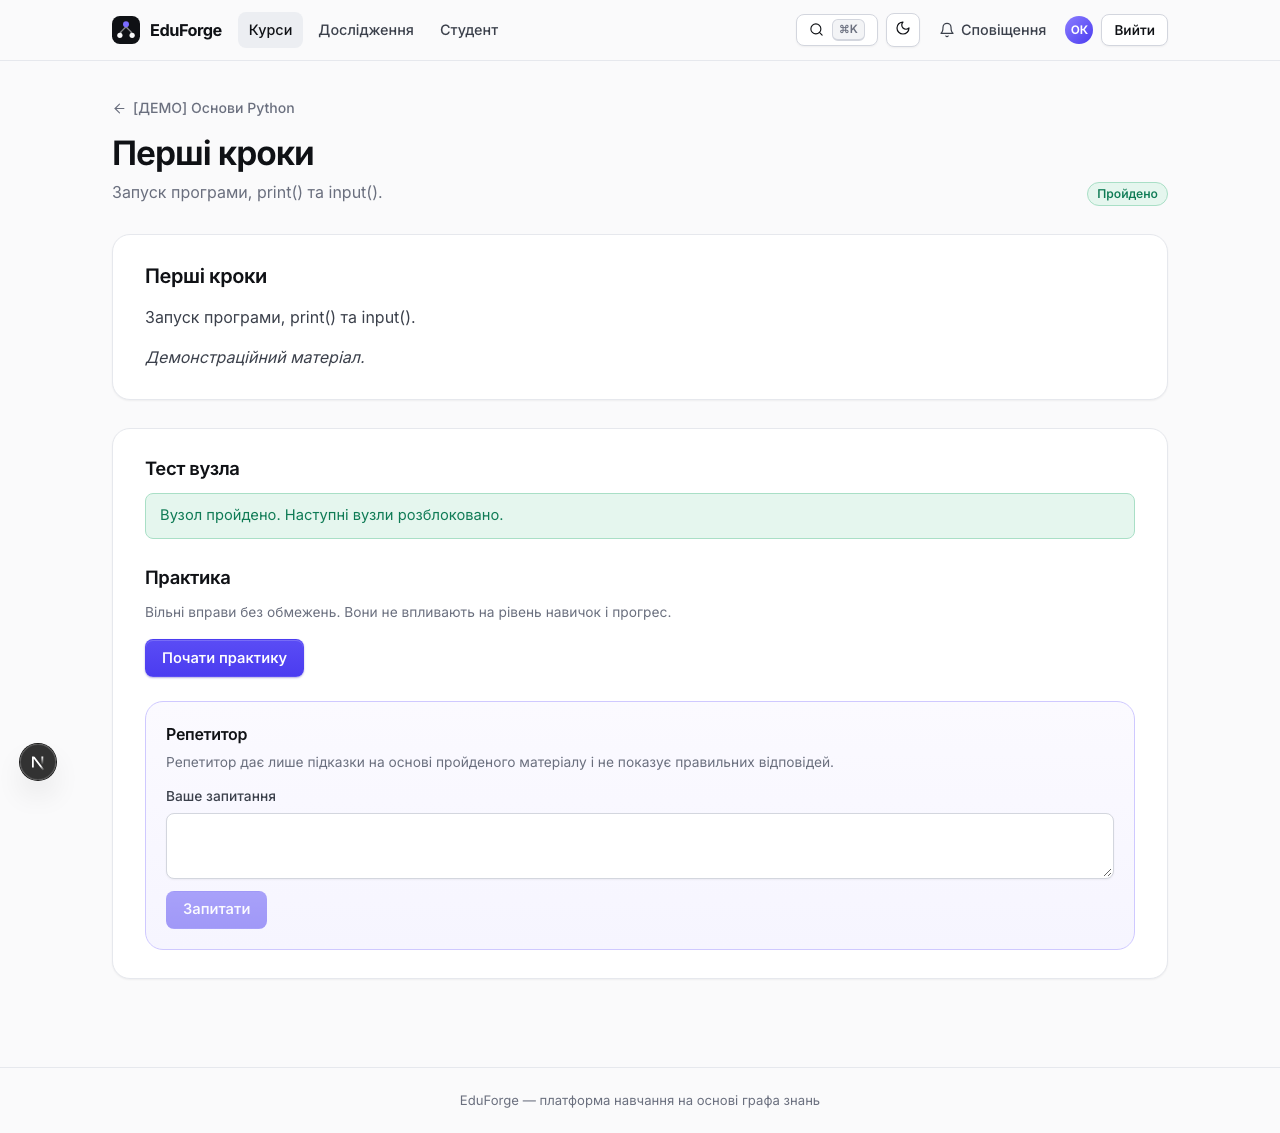 EduForge
Курси
Дослідження
Студент
⌘K
Сповіщення
ОК
Вийти
← [ДЕМО] Основи Python
Перші кроки
Запуск програми, print() та input().
Пройдено
Перші кроки
Запуск програми, print() та input().
Демонстраційний матеріал.
Тест вузла
Вузол пройдено. Наступні вузли розблоковано.
Практика
Вільні вправи без обмежень. Вони не впливають на рівень навичок і прогрес.
Почати практику
Репетитор
Репетитор дає лише підказки на основі пройденого матеріалу і не показує правильних відповідей.
Ваше запитання
Запитати
N
EduForge — платформа навчання на основі графа знань